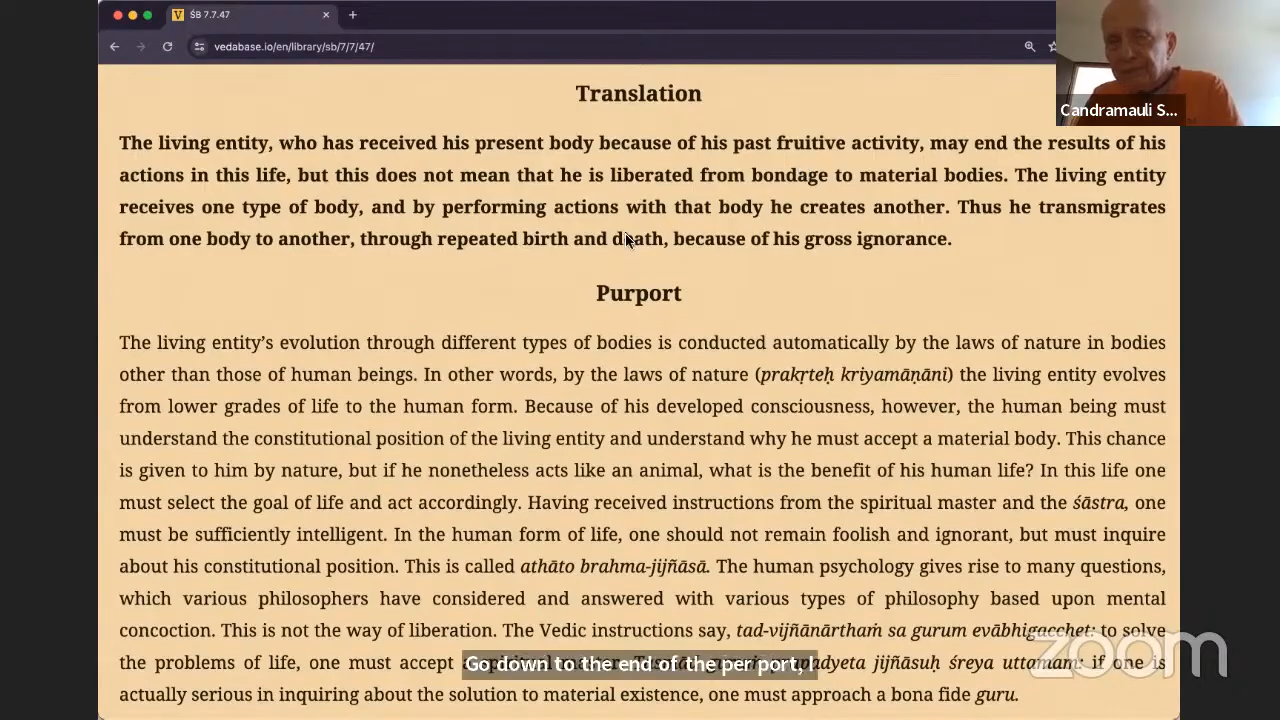 ŚB 7.7.47
vedabase.io/en/library/sb/7/7/47/
Candramauli S...
Translation
The living entity, who has received his present body because of his past fruitive activity, may end the results of his
actions in this life, but this does not mean that he is liberated from bondage to material bodies. The living entity
receives one type of body, and by performing actions with that body he creates another. Thus he transmigrates
from one body to another, through repeated birth and death, because of his gross ignorance.
Purport
The living entity’s evolution through different types of bodies is conducted automatically by the laws of nature in bodies
other than those of human beings. In other words, by the laws of nature (prakṛteḥ kriyamāṇāni) the living entity evolves
from lower grades of life to the human form. Because of his developed consciousness, however, the human being must
understand the constitutional position of the living entity and understand why he must accept a material body. This chance
is given to him by nature, but if he nonetheless acts like an animal, what is the benefit of his human life? In this life one
must select the goal of life and act accordingly. Having received instructions from the spiritual master and the śāstra, one
must be sufficiently intelligent. In the human form of life, one should not remain foolish and ignorant, but must inquire
about his constitutional position. This is called athāto brahma-jijñāsā. The human psychology gives rise to many questions,
which various philosophers have considered and answered with various types of philosophy based upon mental
concoction. This is not the way of liberation. The Vedic instructions say, tad-vijñānārthaṁ sa gurum evābhigacchet: to solve
the problems of life, one must accept jijñāsuḥ śreya uttamam: if one is
Go down to the end of the per port, I
actually serious in inquiring about the solution to material existence, one must approach a bona fide guru.
zoom